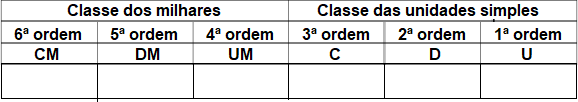 Classe dos milhares Classe das unidades simples
6ª ordem 5ª ordem 4ª ordem 3ª ordem 2ª ordem 1ª ordem
CM DM UM C D U